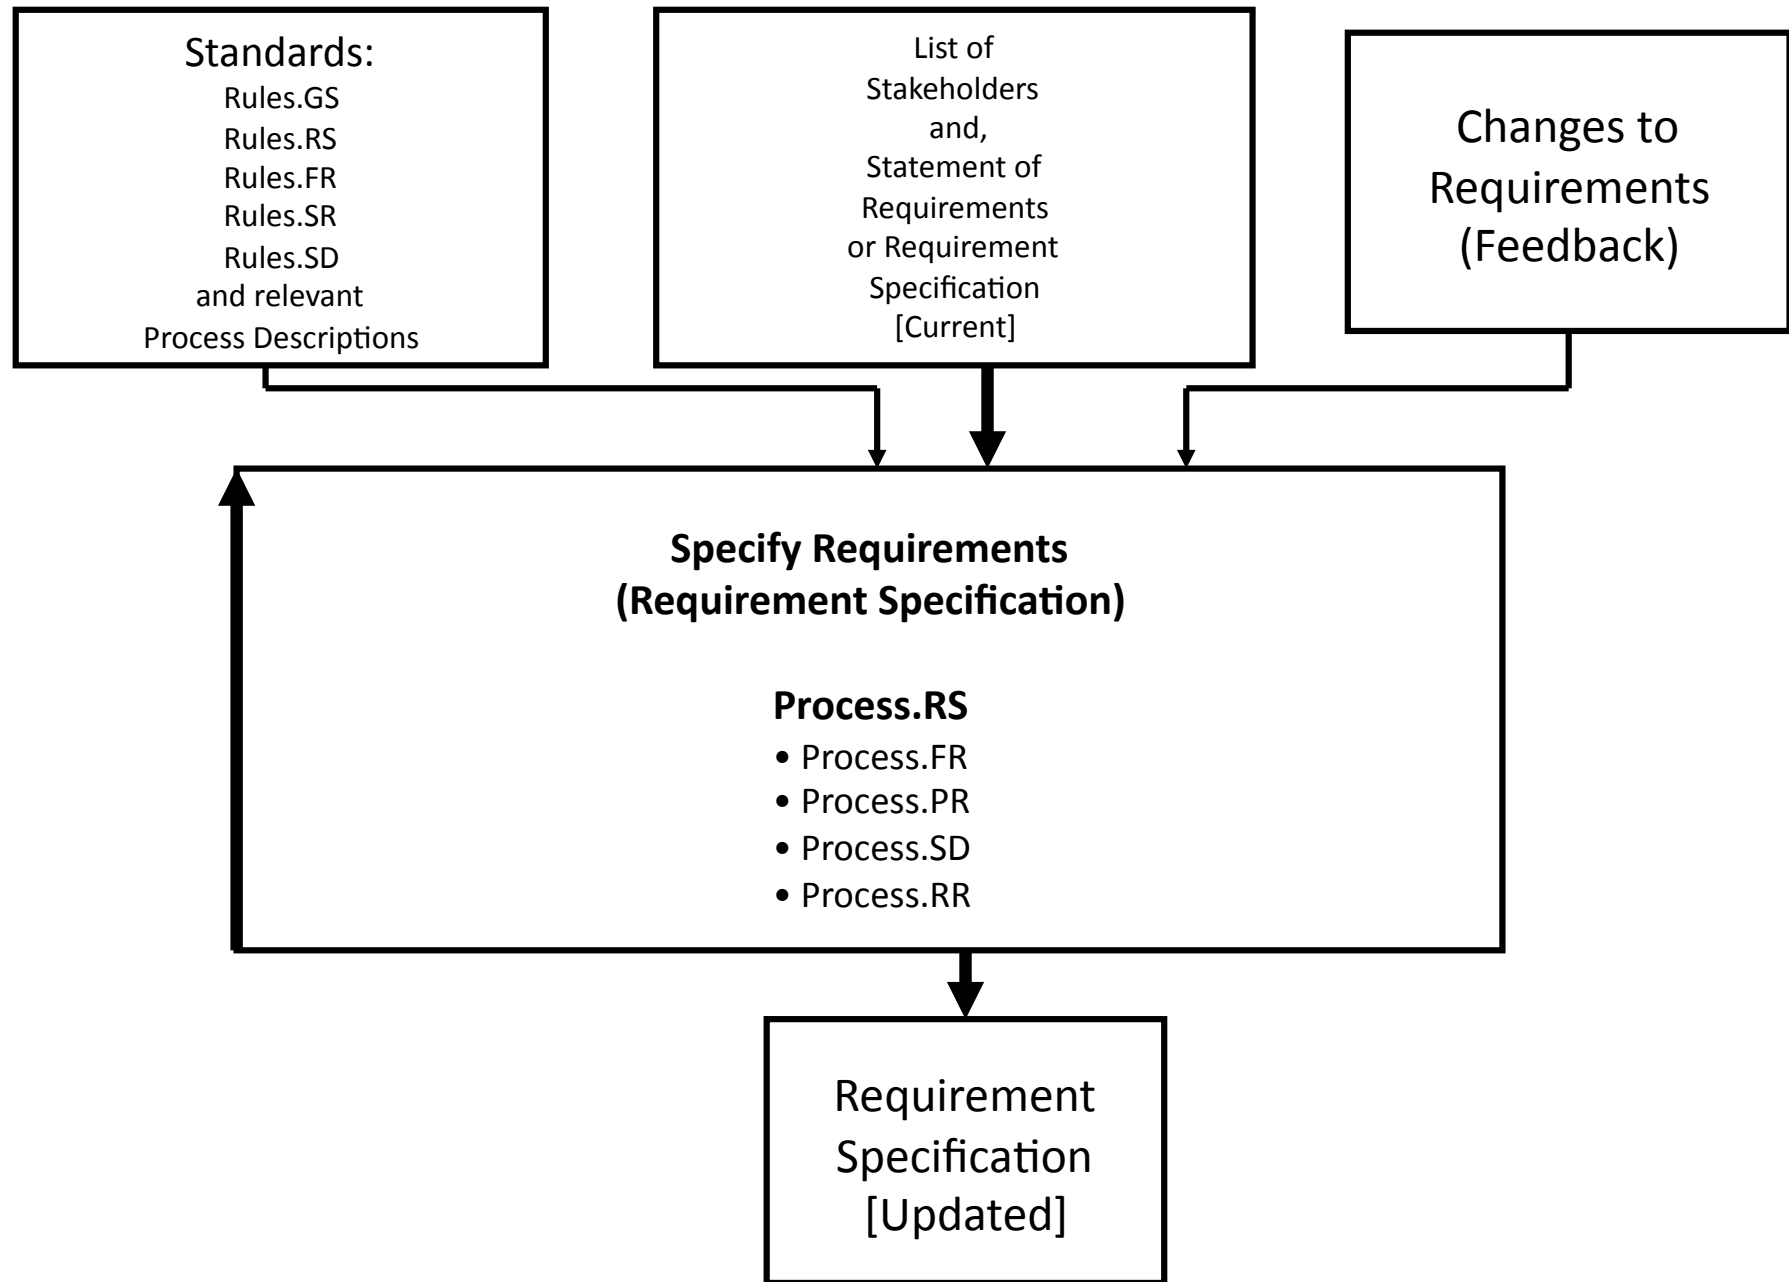 Standards:
Rules.GS
Rules.RS
Rules.FR
Rules.SR
Rules.SD
and relevant
Process Descriptions
List of
Stakeholders
and,
Statement of
Requirements
or Requirement
Specification
[Current]
Changes to
Requirements
(Feedback)
Specify Requirements
(Requirement Specification)
Process.RS
• Process.FR
• Process.PR
• Process.SD
• Process.RR
Requirement
Specification
[Updated]